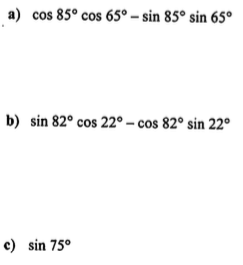 a) cos 85° cos 65° – sin 85° sin 65°
b) sin 82° cos 22° – cos 82° sin 22°
c) sin 75°